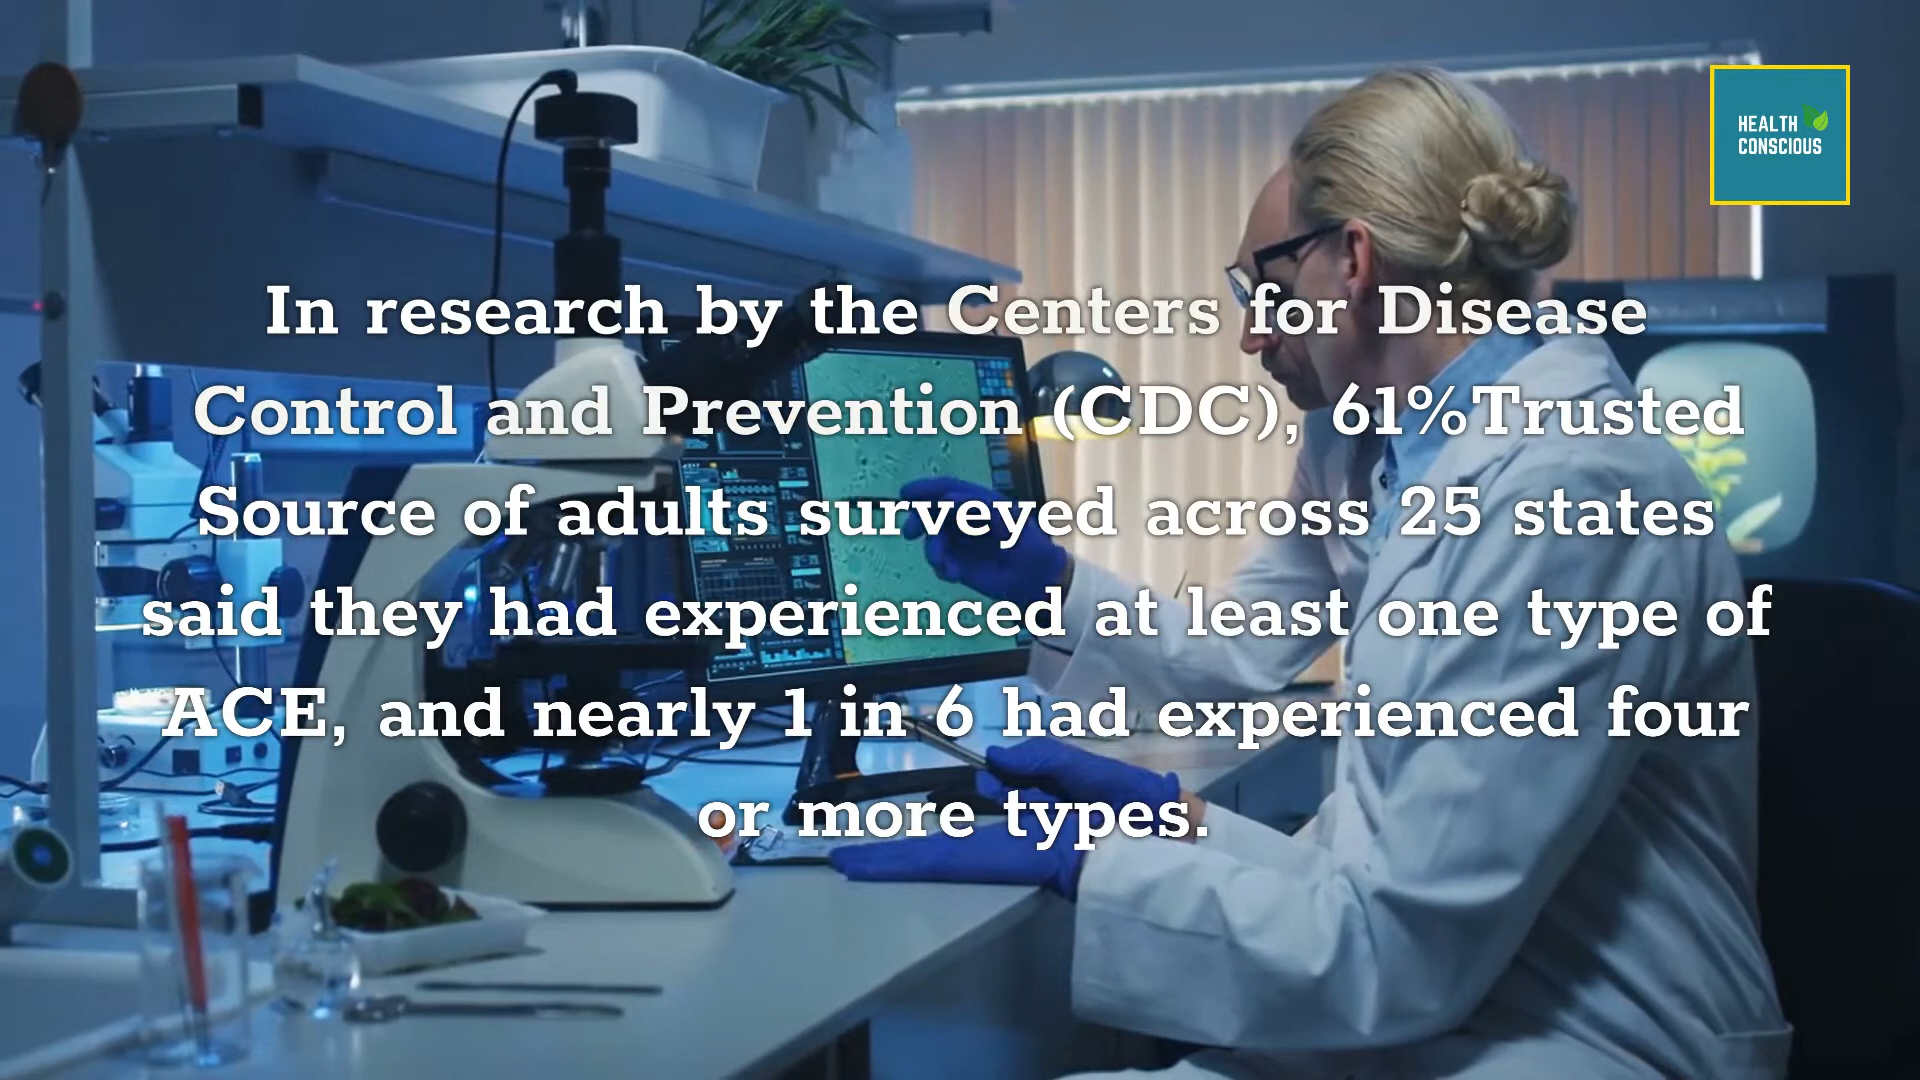 HEALTH
CONSCIOUS
In research by the Centers for Disease
Control and Prevention (CDC), 61%Trusted
Source of adults surveyed across 25 states
said they had experienced at least one type of
ACE, and nearly 1 in 6 had experienced four
or more types.